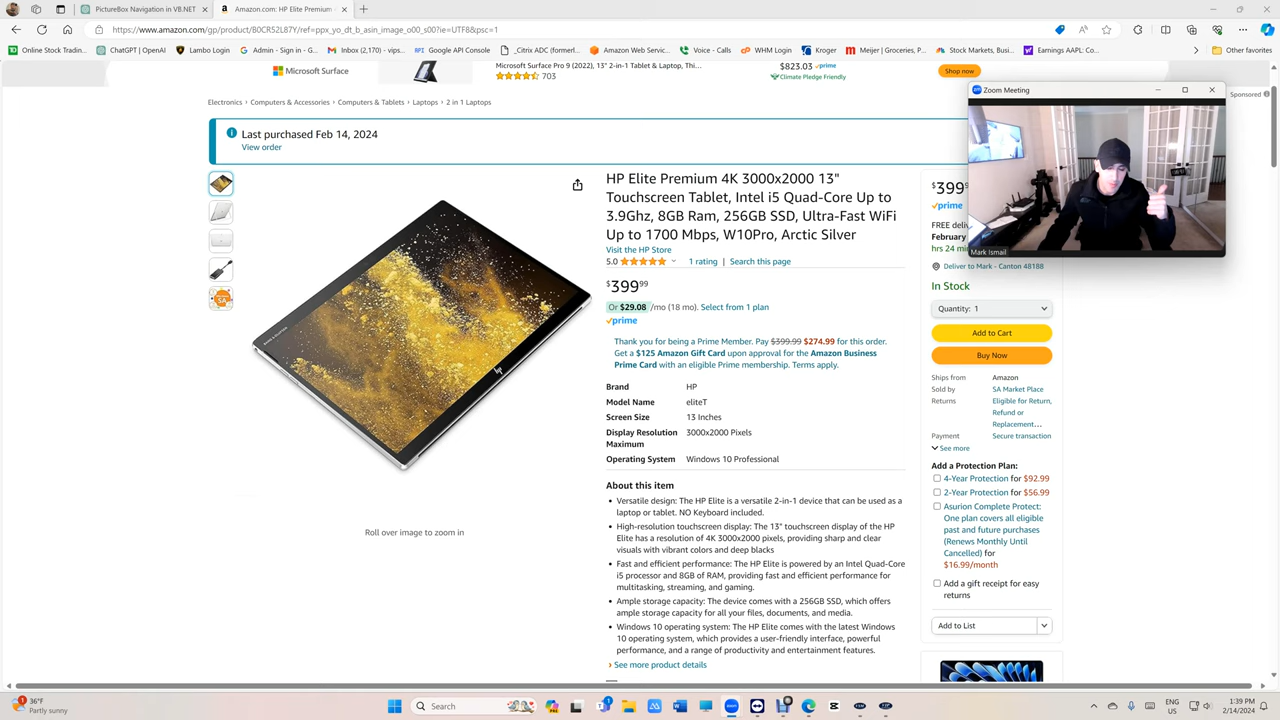 PictureBox Navigation in VB.NET
Amazon.com: HP Elite Premium
https://www.amazon.com/gp/product/B0CR52L87Y/ref=ppx_yo_dt_b_asin_image_o00_s00?ie=UTF8&psc=1
Online Stock Tradin...
ChatGPT | OpenAI
Lambo Login
Admin - Sign in - G...
Inbox (2,170) - vips...
API Google API Console
_Citrix ADC (formerl...
Amazon Web Servic...
Voice - Calls
WHM Login
Kroger
Meijer | Groceries, P...
Stock Markets, Busi...
Earnings AAPL: Co...
Other favorites
Microsoft Surface
Microsoft Surface Pro 9 (2022), 13" 2-in-1 Tablet & Laptop, Thi...
703
$823.03 prime
Climate Pledge Friendly
Shop now
Sponsored
Electronics › Computers & Accessories › Computers & Tablets › Laptops › 2 in 1 Laptops
Last purchased Feb 14, 2024
View order
Zoom Meeting
Mark Ismail
HP Elite Premium 4K 3000x2000 13"
Touchscreen Tablet, Intel i5 Quad-Core Up to
3.9Ghz, 8GB Ram, 256GB SSD, Ultra-Fast WiFi
Up to 1700 Mbps, W10Pro, Arctic Silver
Visit the HP Store
5.0 1 rating | Search this page
$399 99
Or $29.08 /mo (18 mo). Select from 1 plan
prime
Thank you for being a Prime Member. Pay $399.99 $274.99 for this order.
Get a $125 Amazon Gift Card upon approval for the Amazon Business
Prime Card with an eligible Prime membership. Terms apply.
Brand HP
Model Name eliteT
Screen Size 13 Inches
Display Resolution 3000x2000 Pixels
Maximum
Operating System Windows 10 Professional
About this item
• Versatile design: The HP Elite is a versatile 2-in-1 device that can be used as a
laptop or tablet. NO Keyboard included.
• High-resolution touchscreen display: The 13" touchscreen display of the HP
Elite has a resolution of 4K 3000x2000 pixels, providing sharp and clear
visuals with vibrant colors and deep blacks
• Fast and efficient performance: The HP Elite is powered by an Intel Quad-Core
i5 processor and 8GB of RAM, providing fast and efficient performance for
multitasking, streaming, and gaming.
• Ample storage capacity: The device comes with a 256GB SSD, which offers
ample storage capacity for all your files, documents, and media.
• Windows 10 operating system: The HP Elite comes with the latest Windows
10 operating system, which provides a user-friendly interface, powerful
performance, and a range of productivity and entertainment features.
› See more product details
Roll over image to zoom in
$399
prime
FREE
February
hrs 24
Deliver to Mark - Canton 48188
In Stock
Quantity: 1
Add to Cart
Buy Now
Ships from Amazon
Sold by SA Market Place
Returns Eligible for Return,
Refund or
Replacement...
Payment Secure transaction
See more
Add a Protection Plan:
4-Year Protection for $92.99
2-Year Protection for $56.99
Asurion Complete Protect:
One plan covers all eligible
past and future purchases
(Renews Monthly Until
Cancelled) for
$16.99/month
Add a gift receipt for easy
returns
Add to List
36°F
Partly sunny
Search
ENG
US
1:39 PM
2/14/2024